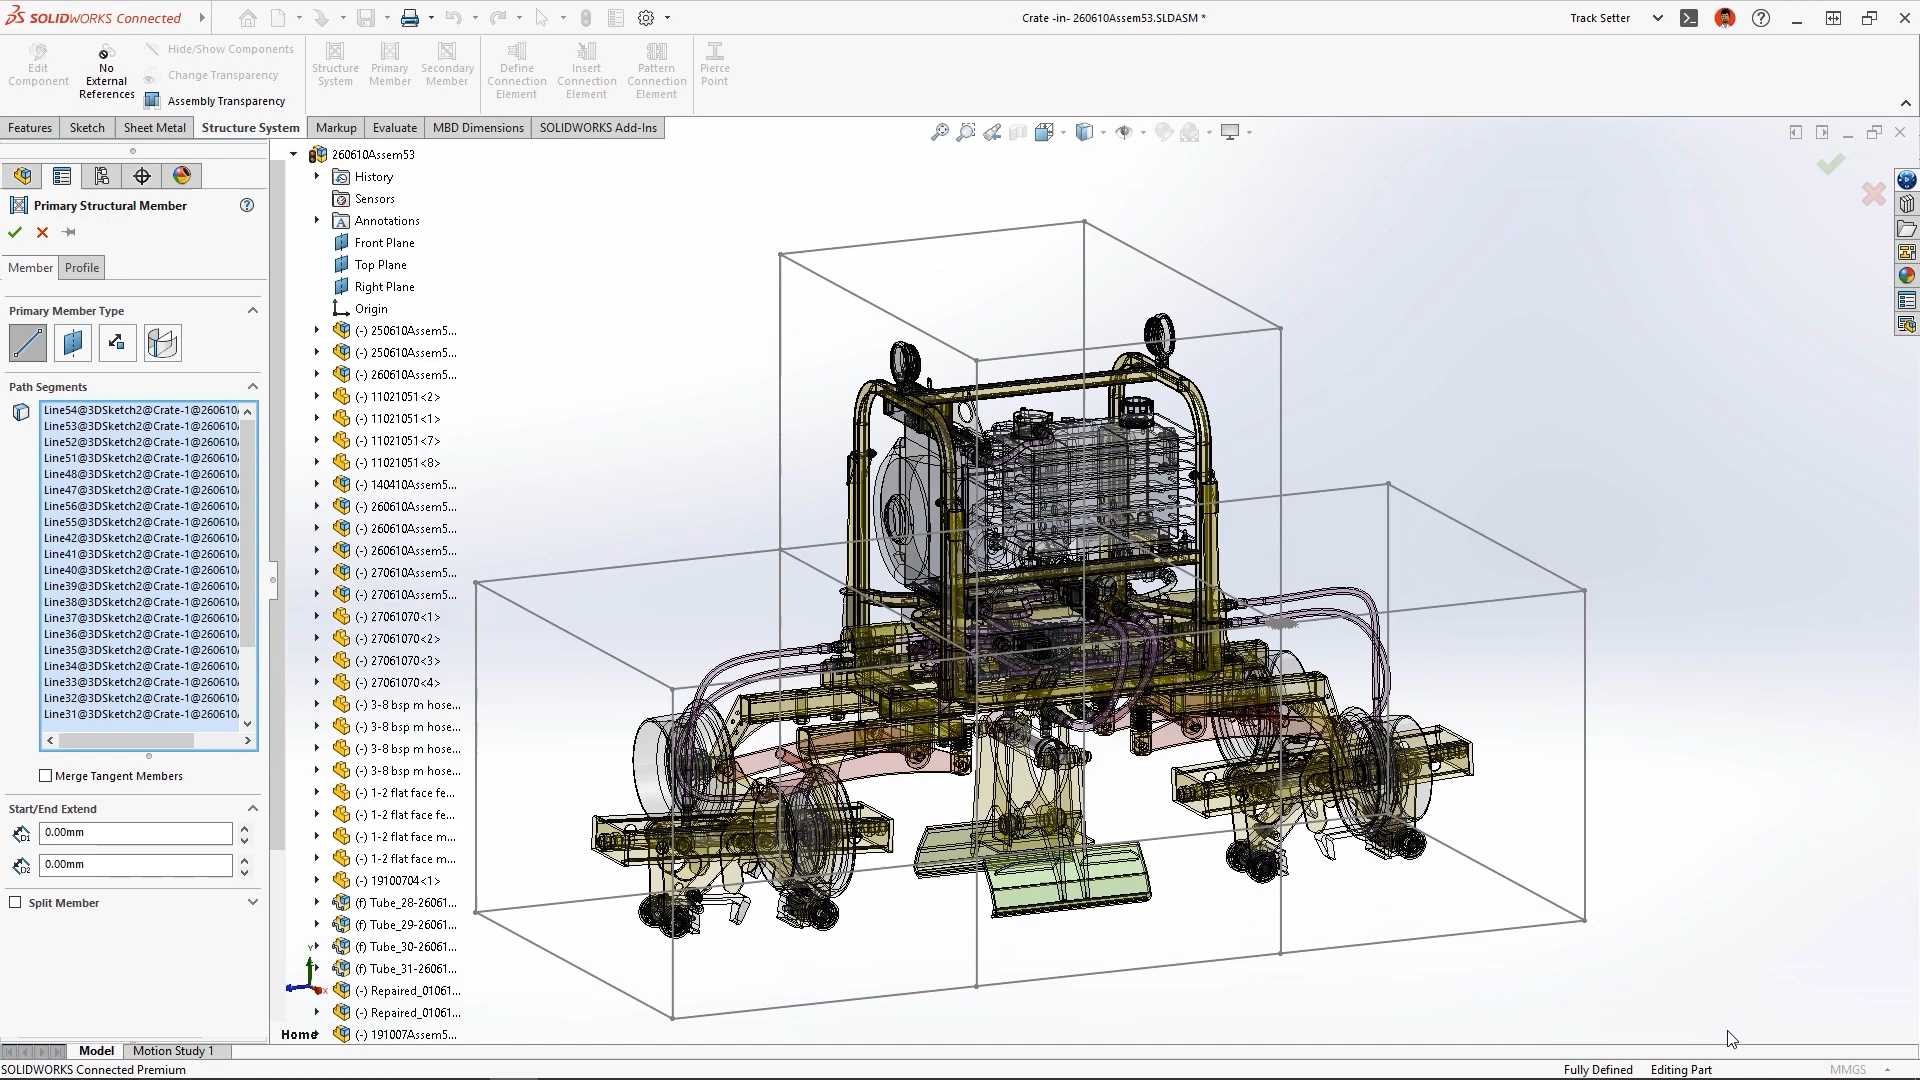 SOLIDWORKS Connected
Crate -in- 260610Assem53.SLDASM *
Track Setter
Edit Component
No External References
Hide/Show Components
Change Transparency
Assembly Transparency
Structure System
Primary Member
Secondary Member
Define Connection Element
Insert Connection Element
Pattern Connection Element
Pierce Point
Features
Sketch
Sheet Metal
Structure System
Markup
Evaluate
MBD Dimensions
SOLIDWORKS Add-Ins
Primary Structural Member
Member
Profile
Primary Member Type
Path Segments
Line54@3DSketch2@Crate-1@260610
Line53@3DSketch2@Crate-1@260610
Line52@3DSketch2@Crate-1@260610
Line51@3DSketch2@Crate-1@260610
Line48@3DSketch2@Crate-1@260610
Line47@3DSketch2@Crate-1@260610
Line56@3DSketch2@Crate-1@260610
Line55@3DSketch2@Crate-1@260610
Line42@3DSketch2@Crate-1@260610
Line41@3DSketch2@Crate-1@260610
Line40@3DSketch2@Crate-1@260610
Line39@3DSketch2@Crate-1@260610
Line38@3DSketch2@Crate-1@260610
Line37@3DSketch2@Crate-1@260610
Line36@3DSketch2@Crate-1@260610
Line35@3DSketch2@Crate-1@260610
Line34@3DSketch2@Crate-1@260610
Line33@3DSketch2@Crate-1@260610
Line32@3DSketch2@Crate-1@260610
Line31@3DSketch2@Crate-1@260610
Merge Tangent Members
Start/End Extend
D1 0.00mm
D2 0.00mm
Split Member
260610Assem53
History
Sensors
Annotations
Front Plane
Top Plane
Right Plane
Origin
(-) 250610Assem5...
(-) 250610Assem5...
(-) 260610Assem5...
(-) 11021051<2>
(-) 11021051<1>
(-) 11021051<7>
(-) 11021051<8>
(-) 140410Assem5...
(-) 260610Assem5...
(-) 260610Assem5...
(-) 260610Assem5...
(-) 270610Assem5...
(-) 270610Assem5...
(-) 27061070<1>
(-) 27061070<2>
(-) 27061070<3>
(-) 27061070<4>
(-) 3-8 bsp m hose...
(-) 3-8 bsp m hose...
(-) 3-8 bsp m hose...
(-) 3-8 bsp m hose...
(-) 1-2 flat face fe...
(-) 1-2 flat face fe...
(-) 1-2 flat face m...
(-) 1-2 flat face m...
(-) 19100704<1>
(f) Tube_28-26061...
(f) Tube_29-26061...
(f) Tube_30-26061...
(f) Tube_31-26061...
(-) Repaired_01061...
(-) Repaired_01061...
(-) 191007Assem5...
Home
Model
Motion Study 1
SOLIDWORKS Connected Premium
Fully Defined
Editing Part
MMGS